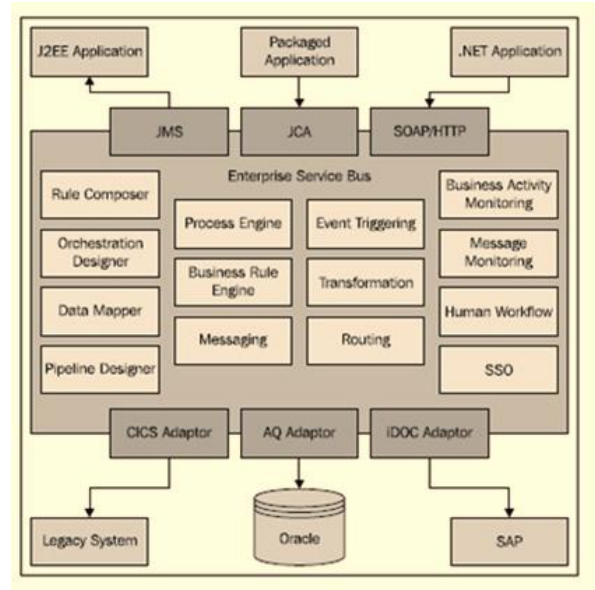 J2EE Application
Packaged
Application
.NET Application
JMS
JCA
SOAP/HTTP
Enterprise Service Bus
Rule Composer
Orchestration
Designer
Data Mapper
Pipeline Designer
Process Engine
Business Rule
Engine
Messaging
Event Triggering
Transformation
Routing
Business Activity
Monitoring
Message
Monitoring
Human Workflow
SSO
CICS Adaptor
AQ Adaptor
iDOC Adaptor
Legacy System
Oracle
SAP